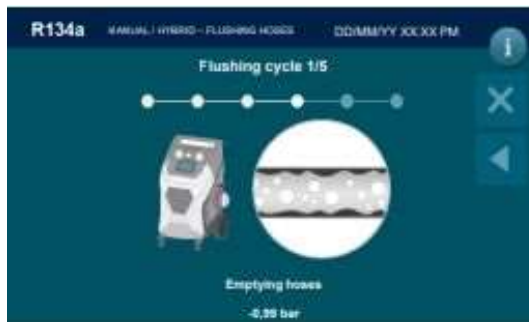 R134a MANUAL / HYBRID - FLUSHING HOSES DD/MM/YY XX:XX PM
i
Flushing cycle 1/5
Emptying hoses
-0,99 bar